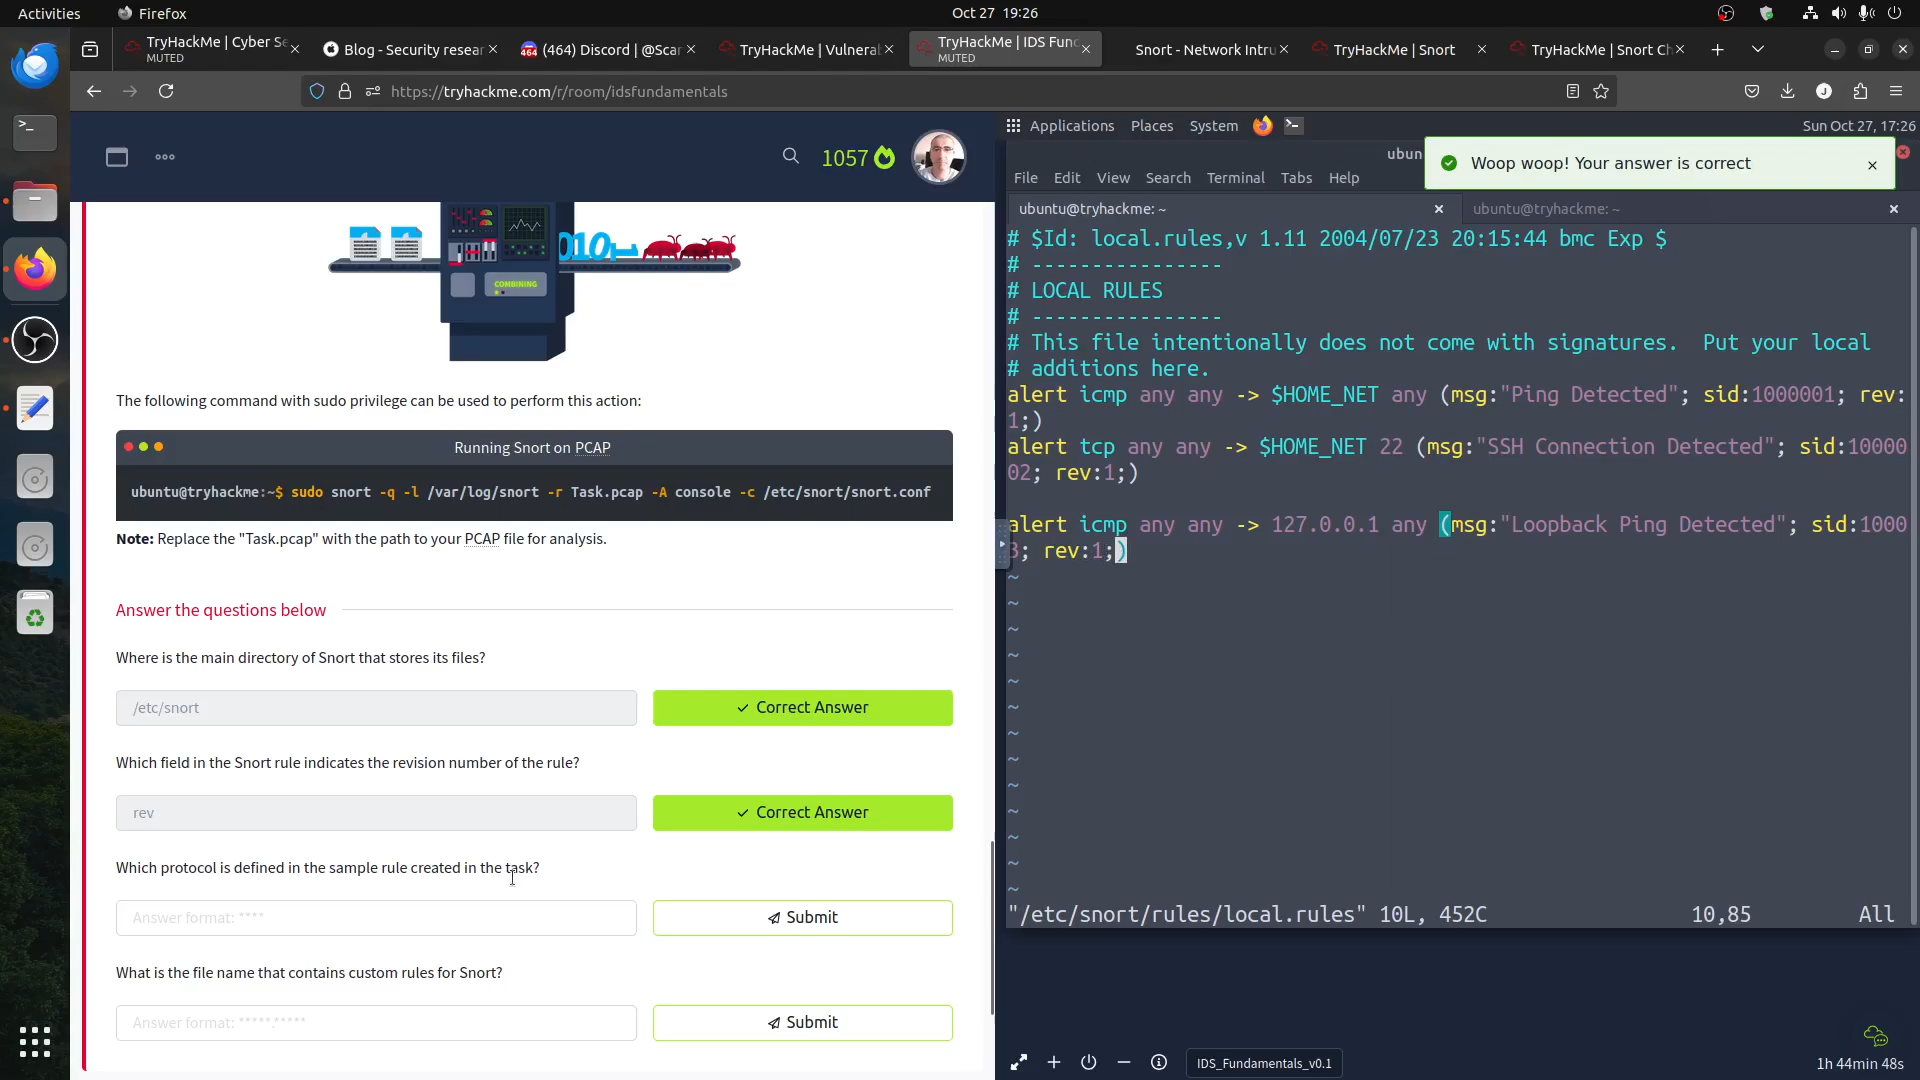 Activities
Firefox
Oct 27 19:26
TryHackMe | Cyber Se
MUTED
Blog - Security resear
(464) Discord | @Scar
TryHackMe | Vulnera
TryHackMe | IDS Fund
MUTED
Snort - Network Intru
TryHackMe | Snort
TryHackMe | Snort Ch
https://tryhackme.com/r/room/idsfundamentals
1057
COMBINING
The following command with sudo privilege can be used to perform this action:
Running Snort on PCAP
ubuntu@tryhackme:~$ sudo snort -q -l /var/log/snort -r Task.pcap -A console -c /etc/snort/snort.conf
Note: Replace the "Task.pcap" with the path to your PCAP file for analysis.
Answer the questions below
Where is the main directory of Snort that stores its files?
/etc/snort
Correct Answer
Which field in the Snort rule indicates the revision number of the rule?
rev
Correct Answer
Which protocol is defined in the sample rule created in the task?
Answer format: ****
Submit
What is the file name that contains custom rules for Snort?
Answer format: *****.*****
Submit
Applications Places System
Sun Oct 27, 17:26
ubun
Woop woop! Your answer is correct
File Edit View Search Terminal Tabs Help
ubuntu@tryhackme: ~
ubuntu@tryhackme: ~
# $Id: local.rules,v 1.11 2004/07/23 20:15:44 bmc Exp $
# ----------------
# LOCAL RULES
# ----------------
# This file intentionally does not come with signatures.  Put your local
# additions here.
alert icmp any any -> $HOME_NET any (msg:"Ping Detected"; sid:1000001; rev:
1;)
alert tcp any any -> $HOME_NET 22 (msg:"SSH Connection Detected"; sid:10000
02; rev:1;)
alert icmp any any -> 127.0.0.1 any (msg:"Loopback Ping Detected"; sid:1000
3; rev:1;)
~
~
~
~
~
~
~
~
~
~
~
~
~
"/etc/snort/rules/local.rules" 10L, 452C
10,85
All
IDS_Fundamentals_v0.1
1h 44min 48s